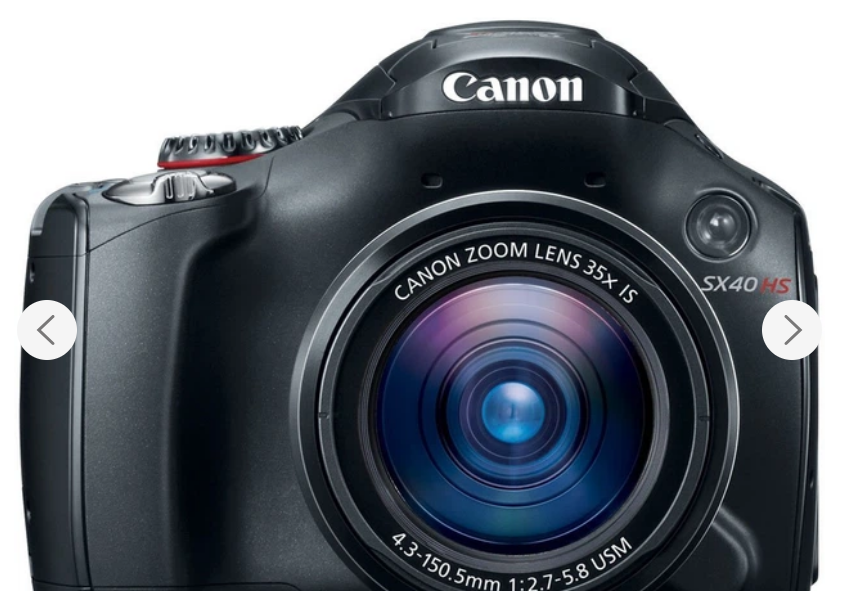 Canon
CANON ZOOM LENS 35x IS
SX40 HS
4.3-150.5mm 1:2.7-5.8 USM